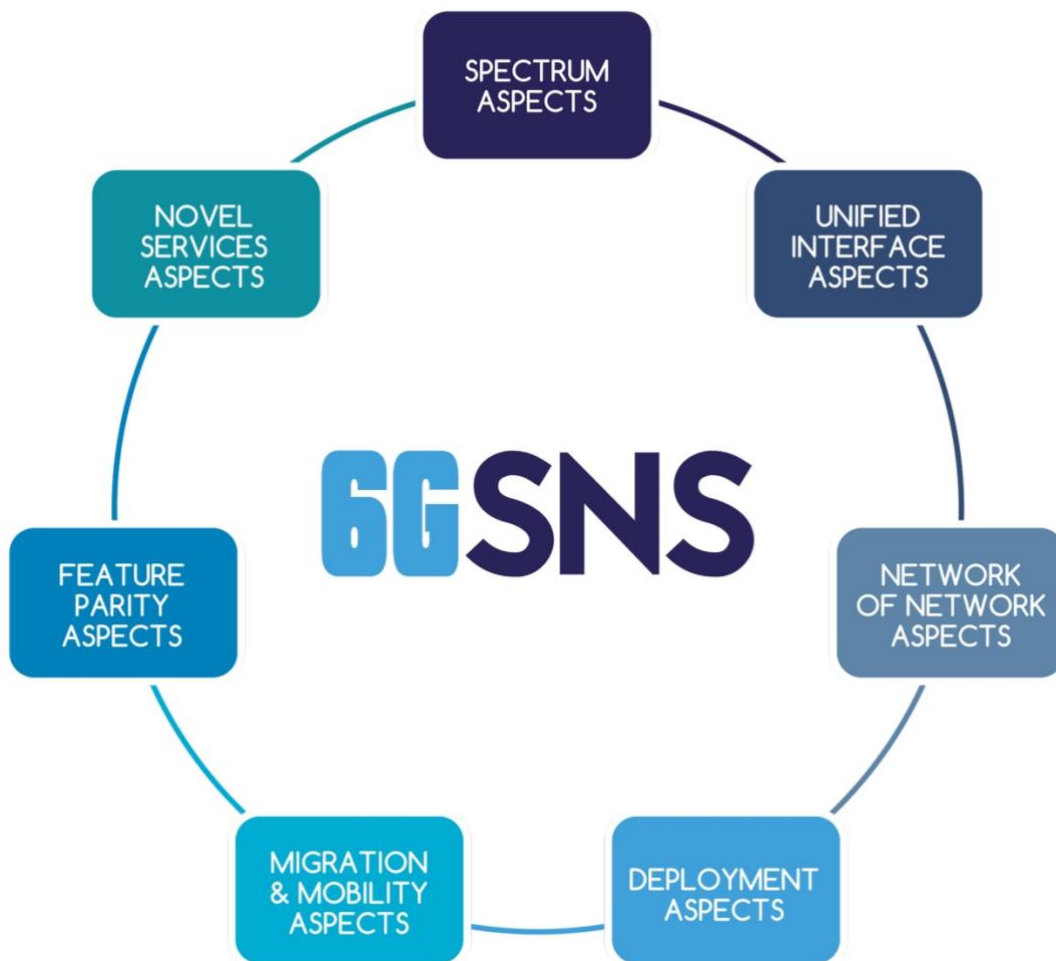 SPECTRUM
ASPECTS
UNIFIED
INTERFACE
ASPECTS
NETWORK
OF NETWORK
ASPECTS
DEPLOYMENT
ASPECTS
MIGRATION
& MOBILITY
ASPECTS
FEATURE
PARITY
ASPECTS
NOVEL
SERVICES
ASPECTS
6GSNS